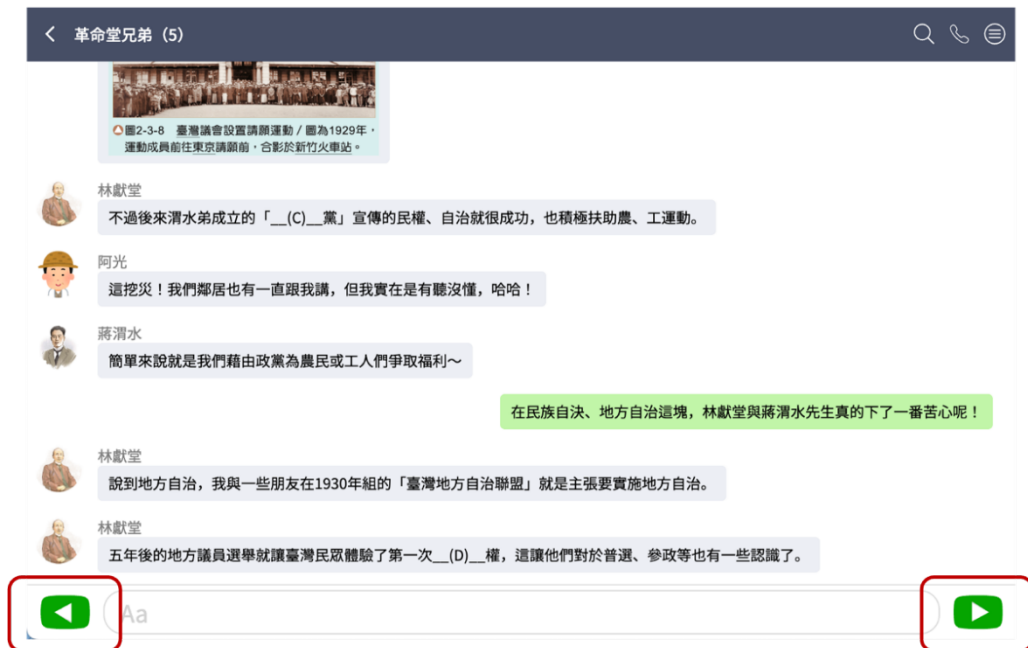 革命堂兄弟（5）
圖2-3-8 臺灣議會設置請願運動／圖為1929年，
運動成員前往東京請願前，合影於新竹火車站。
林獻堂
不過後來渭水弟成立的「__(C)__黨」宣傳的民權、自治就很成功，也積極扶助農、工運動。
阿光
這挖災！我們鄰居也有一直跟我講，但我實在是有聽沒懂，哈哈！
蔣渭水
簡單來說就是我們藉由政黨為農民或工人們爭取福利～
在民族自決、地方自治這塊，林獻堂與蔣渭水先生真的下了一番苦心呢！
林獻堂
說到地方自治，我與一些朋友在1930年組的「臺灣地方自治聯盟」就是主張要實施地方自治。
林獻堂
五年後的地方議員選舉就讓臺灣民眾體驗了第一次__(D)__權，這讓他們對於普選、參政等也有一些認識了。
Aa